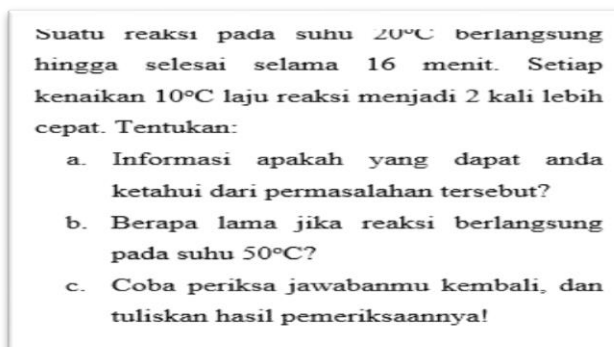 Suatu reaksi pada suhu 20°C berlangsung
hingga selesai selama 16 menit. Setiap
kenaikan 10°C laju reaksi menjadi 2 kali lebih
cepat. Tentukan:
a. Informasi apakah yang dapat anda
ketahui dari permasalahan tersebut?
b. Berapa lama jika reaksi berlangsung
pada suhu 50°C?
c. Coba periksa jawabanmu kembali, dan
tuliskan hasil pemeriksaannya!